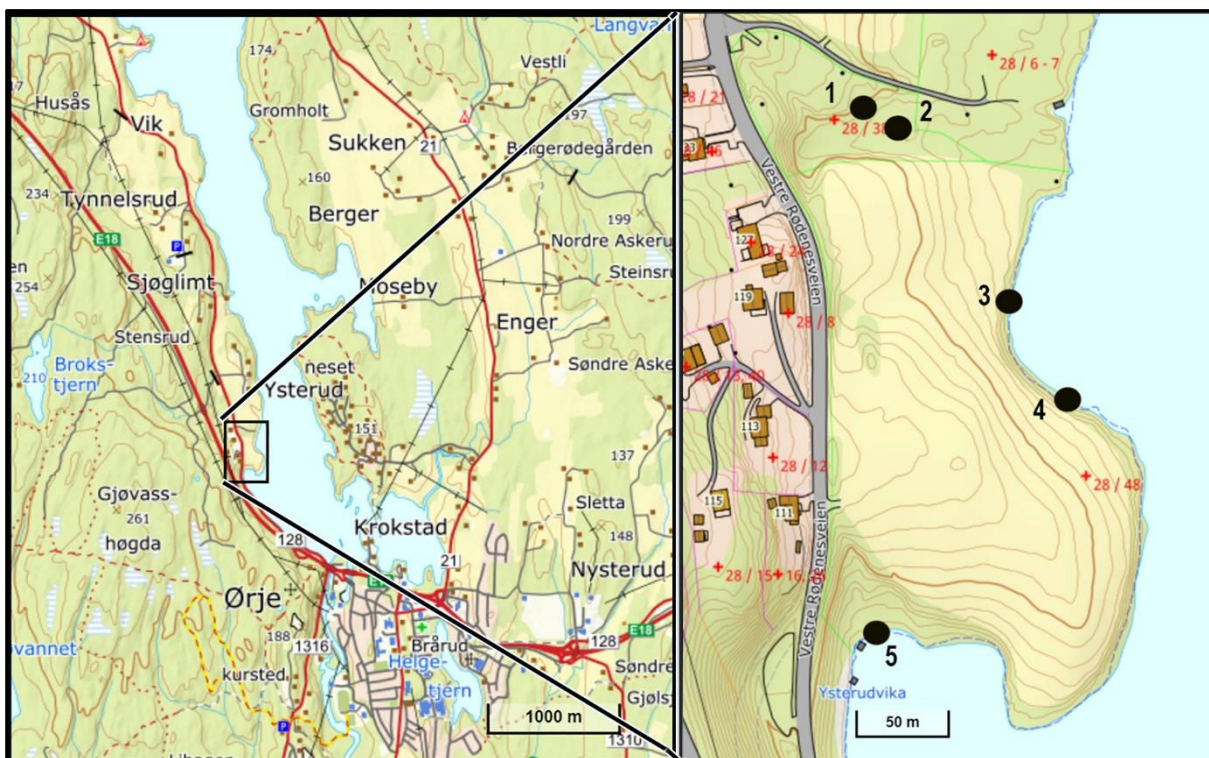 Langva
174
Vestli
Husås
Gromholt
197
Vik
Sukken
21
Bergerødegården
234
160
Tynnelsrud
Berger
199
E18
P
Nordre Askeru
254
Sjøglimt
Moseby
Steinsru
Enger
Stensrud
Søndre Aske
neset
210
Broks-
tjern
Ysterud
151
137
Gjøvass-
høgda
261
Sletta
Krokstad
148
128
21
Nysterud
Ørje
188
1316
Brårud
128
E18
ovannet
kursted
Helge-
tjern
Søndre
Gjølsj
P
1000 m
1310
28 / 6 - 7
1
2
28 / 21
28 / 38
Vestre Rødenesveien
127
3
119
28 / 8
4
113
28 / 12
28 / 48
115
111
28 / 15
16
Vestre Rødenesveien
5
Ysterudvika
50 m